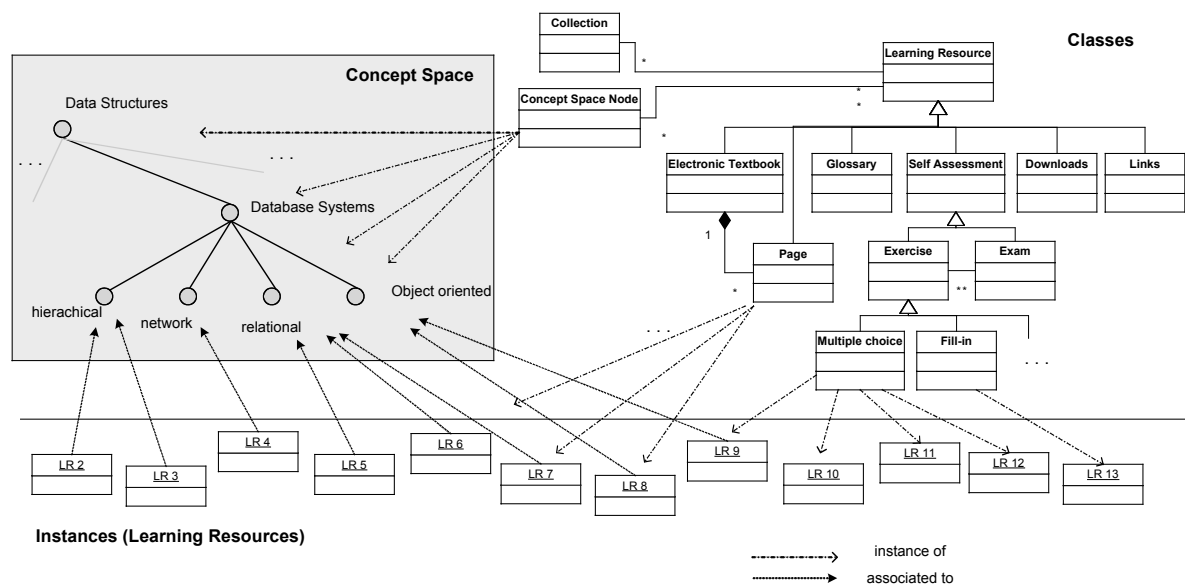 Collection
Classes
Learning Resource
*
Concept Space
Data Structures
Concept Space Node
*
*
*
. . .
. . .
Electronic Textbook
Glossary
Self Assessment
Downloads
Links
Database Systems
1
Page
Exercise
Exam
*
**
Object oriented
hierachical
network
relational
. . .
Multiple choice
Fill-in
. . .
LR 2
LR 3
LR 4
LR 5
LR 6
LR 7
LR 8
LR 9
LR 10
LR 11
LR 12
LR 13
Instances (Learning Resources)
instance of
associated to